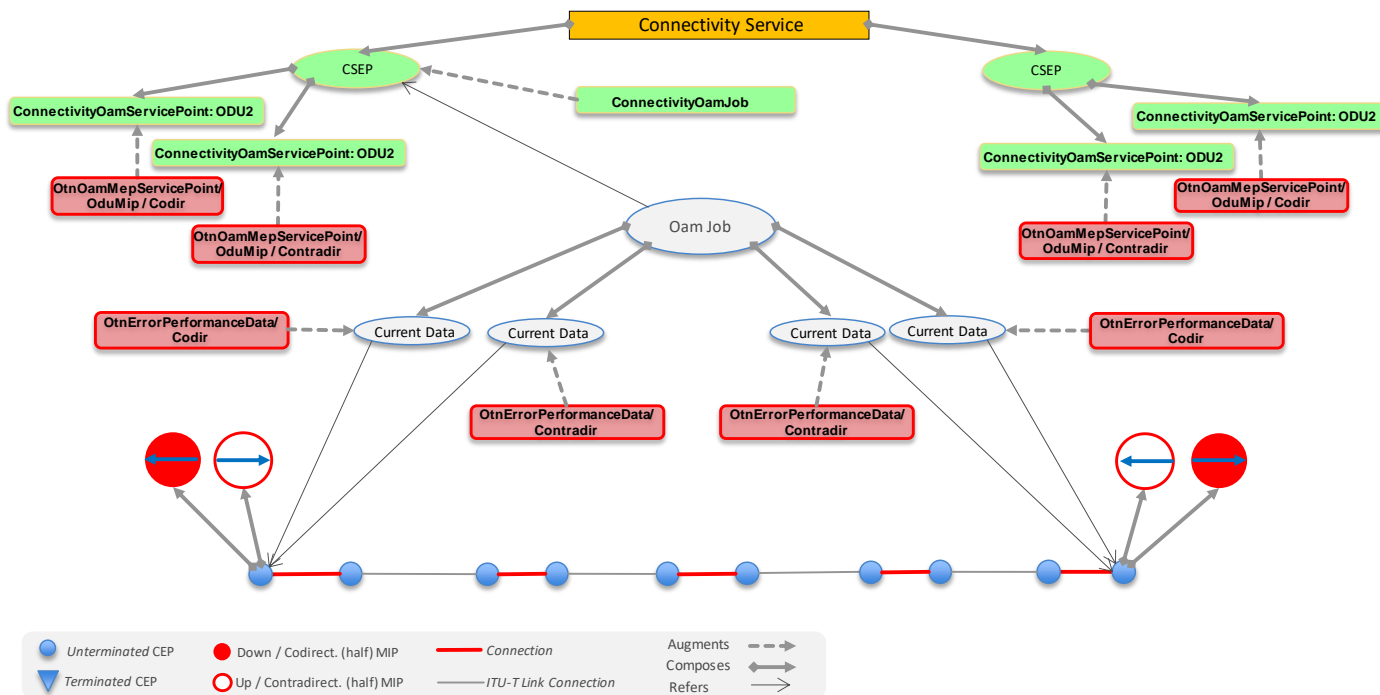 Connectivity Service
CSEP
CSEP
ConnectivityOamJob
ConnectivityOamServicePoint: ODU2
ConnectivityOamServicePoint: ODU2
ConnectivityOamServicePoint: ODU2
ConnectivityOamServicePoint: ODU2
OtnOamMepServicePoint/
OduMip / Codir
OtnOamMepServicePoint/
OduMip / Contradir
OtnOamMepServicePoint/
OduMip / Codir
OtnOamMepServicePoint/
OduMip / Contradir
Oam Job
OtnErrorPerformanceData/
Codir
Current Data
Current Data
Current Data
Current Data
OtnErrorPerformanceData/
Codir
OtnErrorPerformanceData/
Contradir
OtnErrorPerformanceData/
Contradir
Unterminated CEP
Down / Codirect. (half) MIP
Connection
Augments
Composes
Terminated CEP
Up / Contradirect. (half) MIP
ITU-T Link Connection
Refers